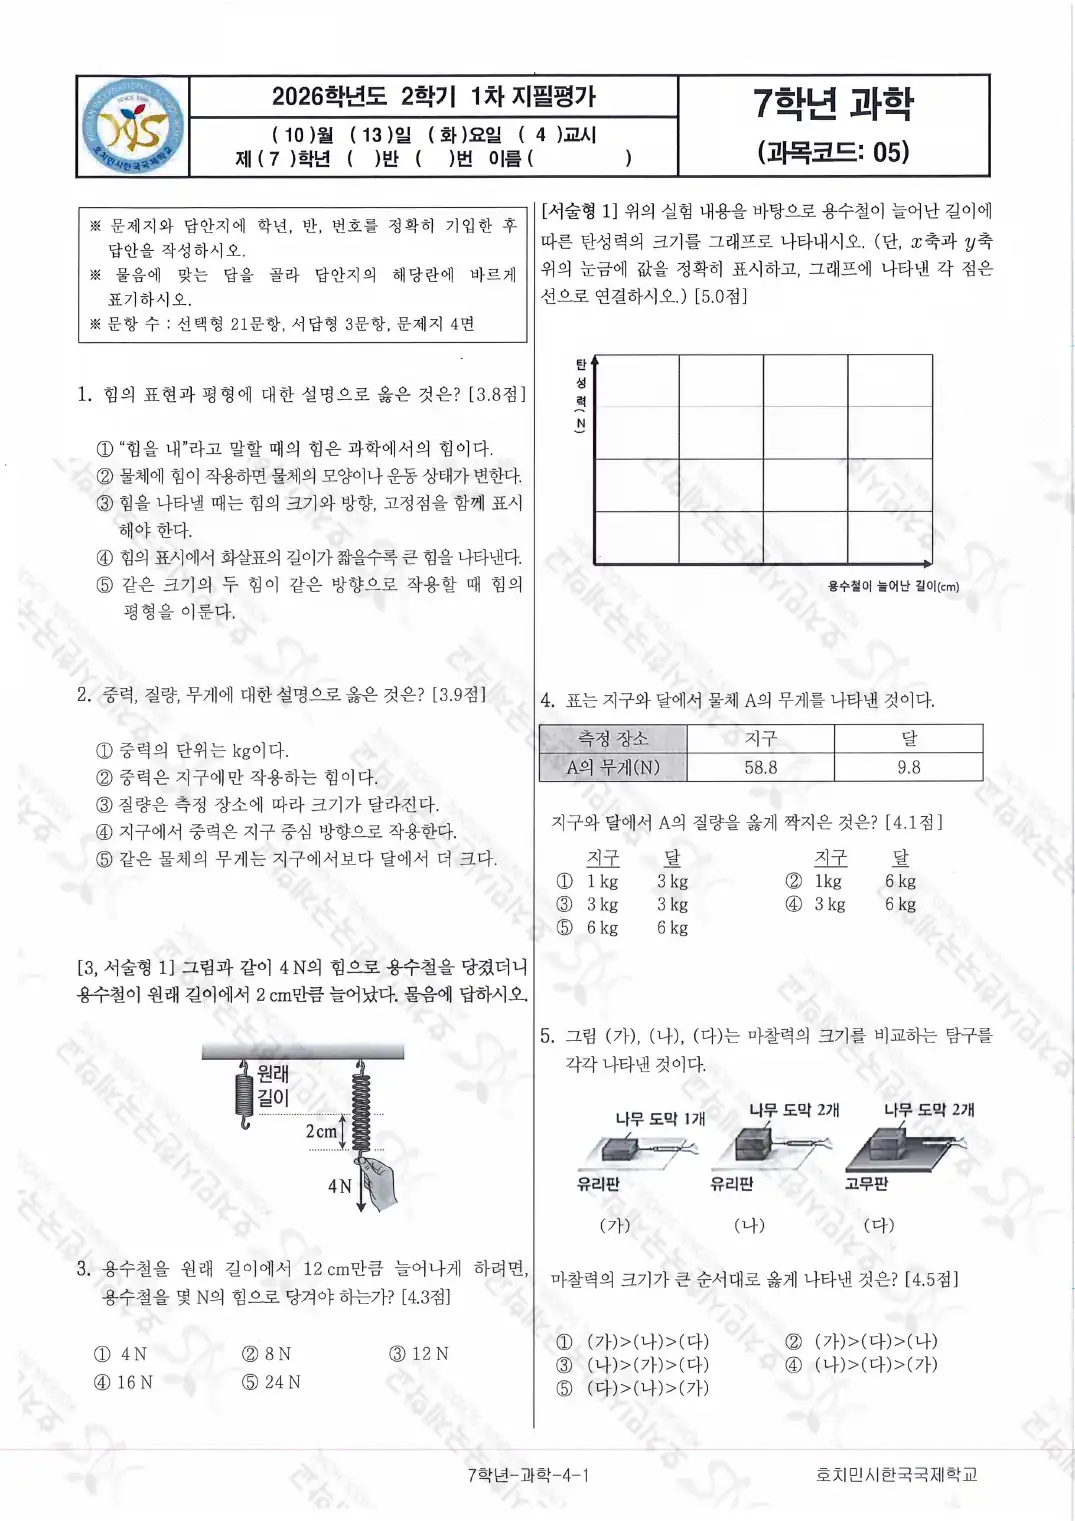 2026학년도 2학기 1차 지필평가
( 10 )월 ( 13 )일 ( 화 )요일 ( 4 )교시
제 ( 7 )학년 ( )반 ( )번 이름 ( )
7학년 과학
(과목코드: 05)
※ 문제지와 답안지에 학년, 반, 번호를 정확히 기입한 후
답안을 작성하시오.
※ 물음에 맞는 답을 골라 답안지의 해당란에 바르게
표기하시오.
※ 문항 수 : 선택형 21문항, 서답형 3문항, 문제지 4면
1. 힘의 표현과 평형에 대한 설명으로 옳은 것은? [3.8점]
① “힘을 내”라고 말할 때의 힘은 과학에서의 힘이다.
② 물체에 힘이 작용하면 물체의 모양이나 운동 상태가 변한다.
③ 힘을 나타낼 때는 힘의 크기와 방향, 고정점을 함께 표시
해야 한다.
④ 힘의 표시에서 화살표의 길이가 짧을수록 큰 힘을 나타낸다.
⑤ 같은 크기의 두 힘이 같은 방향으로 작용할 때 힘의
평형을 이룬다.
2. 중력, 질량, 무게에 대한 설명으로 옳은 것은? [3.9점]
① 중력의 단위는 kg이다.
② 중력은 지구에만 작용하는 힘이다.
③ 질량은 측정 장소에 따라 크기가 달라진다.
④ 지구에서 중력은 지구 중심 방향으로 작용한다.
⑤ 같은 물체의 무게는 지구에서보다 달에서 더 크다.
[3, 서술형 1] 그림과 같이 4 N의 힘으로 용수철을 당겼더니
용수철이 원래 길이에서 2 cm만큼 늘어났다. 물음에 답하시오.
원래
길이
2 cm
4 N
3. 용수철을 원래 길이에서 12 cm만큼 늘어나게 하려면,
용수철을 몇 N의 힘으로 당겨야 하는가? [4.3점]
① 4 N ② 8 N ③ 12 N
④ 16 N ⑤ 24 N
[서술형 1] 위의 실험 내용을 바탕으로 용수철이 늘어난 길이에
따른 탄성력의 크기를 그래프로 나타내시오. (단, x축과 y축
위의 눈금에 값을 정확히 표시하고, 그래프에 나타낸 각 점은
선으로 연결하시오.) [5.0점]
탄성력(N)
용수철이 늘어난 길이(cm)
4. 표는 지구와 달에서 물체 A의 무게를 나타낸 것이다.
측정 장소 지구 달
A의 무게(N) 58.8 9.8
지구와 달에서 A의 질량을 옳게 짝지은 것은? [4.1점]
지구 달 지구 달
① 1 kg 3 kg ② 1kg 6 kg
③ 3 kg 3 kg ④ 3 kg 6 kg
⑤ 6 kg 6 kg
5. 그림 (가), (나), (다)는 마찰력의 크기를 비교하는 탐구를
각각 나타낸 것이다.
나무 도막 1개 나무 도막 2개 나무 도막 2개
유리판 유리판 고무판
(가) (나) (다)
마찰력의 크기가 큰 순서대로 옳게 나타낸 것은? [4.5점]
① (가)>(나)>(다) ② (가)>(다)>(나)
③ (나)>(가)>(다) ④ (나)>(다)>(가)
⑤ (다)>(나)>(가)
7학년-과학-4-1
호치민시한국국제학교